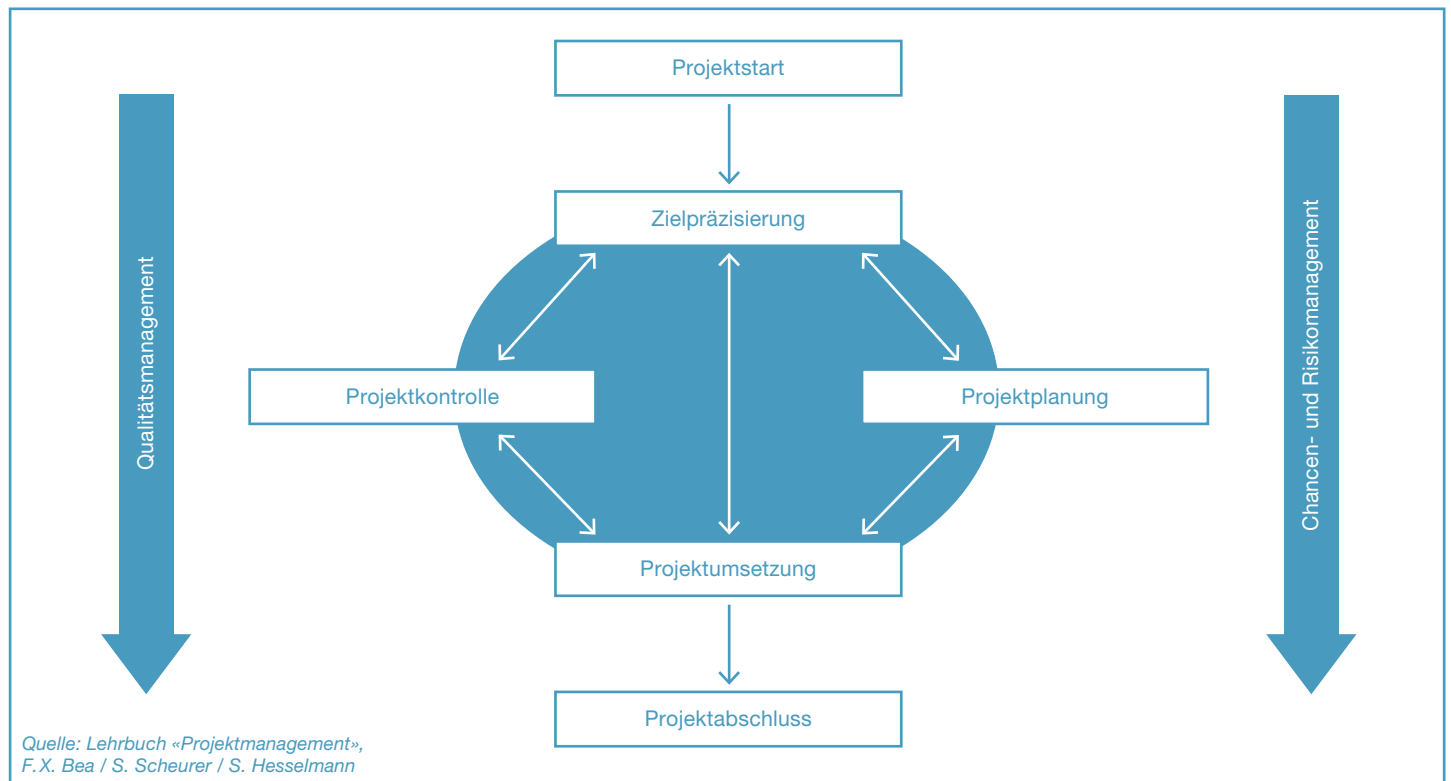 Projektstart
Zielpräzisierung
Qualitätsmanagement
Chancen- und Risikomanagement
Projektkontrolle
Projektplanung
Projektumsetzung
Projektabschluss
Quelle: Lehrbuch «Projektmanagement»,
F. X. Bea / S. Scheurer / S. Hesselmann